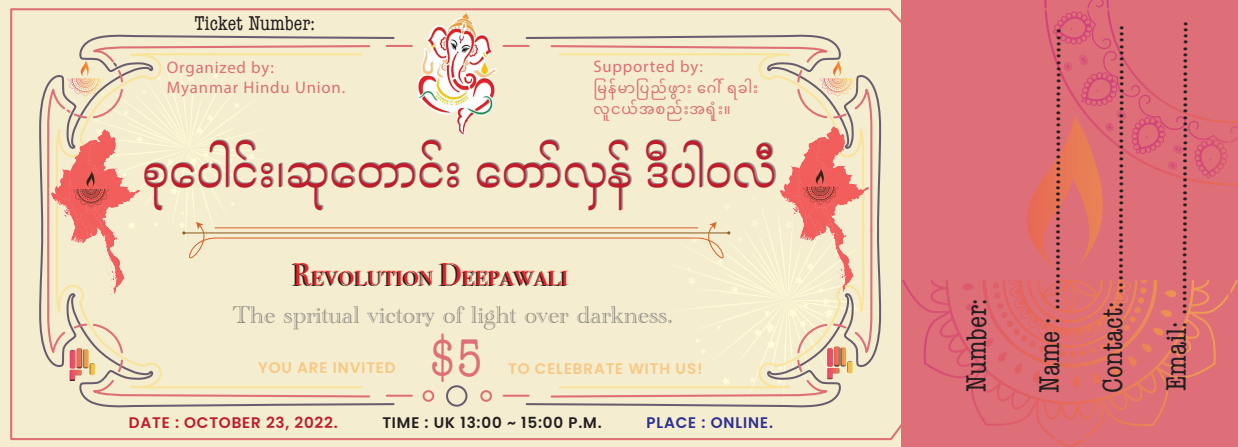 Ticket Number:
Organized by:
Myanmar Hindu Union.
Supported by:
မြန်မာပြည်ဖွား ဂေါ်ရခါး
လူငယ်အစည်းအရုံး။
စုပေါင်း၊ဆုတောင်း တော်လှန် ဒီပါဝလီ
Revolution Deepawali
The spritual victory of light over darkness.
YOU ARE INVITED $5 TO CELEBRATE WITH US!
DATE : OCTOBER 23, 2022. TIME : UK 13:00 ~ 15:00 P.M. PLACE : ONLINE.
Number:
Name : ........................................
Contact:........................................
Email: ........................................